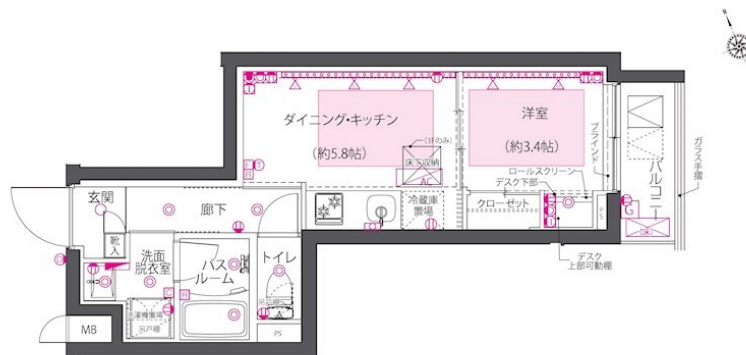 N
ダイニング・キッチン
(約5.8帖)
(1Fのみ)
床下収納
AC
洋室
(約3.4帖)
ブラインド
ロールスクリーン
デスク下部
クローゼット
冷蔵庫
置場
PS
バルコニー
ガラス手摺
G
デスク
上部可動棚
玄関
廊下
靴
入
洗面
脱衣室
バス
ルーム
トイレ
吊戸棚
洗濯機置場
吊戸棚
MB
PS